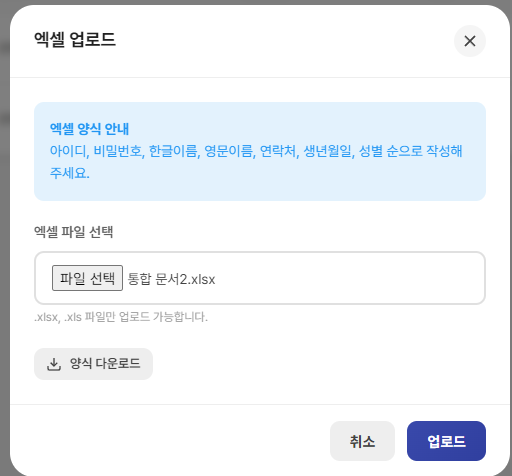 엑셀 업로드
엑셀 양식 안내
아이디, 비밀번호, 한글이름, 영문이름, 연락처, 생년월일, 성별 순으로 작성해
주세요.
엑셀 파일 선택
파일 선택 통합 문서2.xlsx
.xlsx, .xls 파일만 업로드 가능합니다.
양식 다운로드
취소 업로드